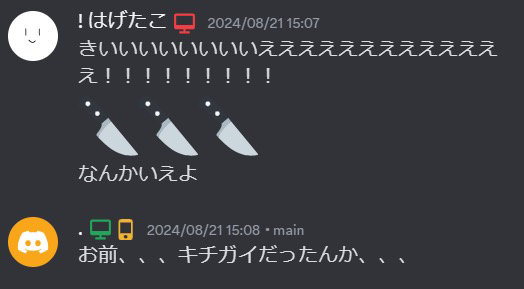 ! はげたこ 2024/08/21 15:07
きいいいいいいいいえええええええええええええ
え！！！！！！！！！
なんかいえよ
. 2024/08/21 15:08 • main
お前、、、キチガイだったんか、、、